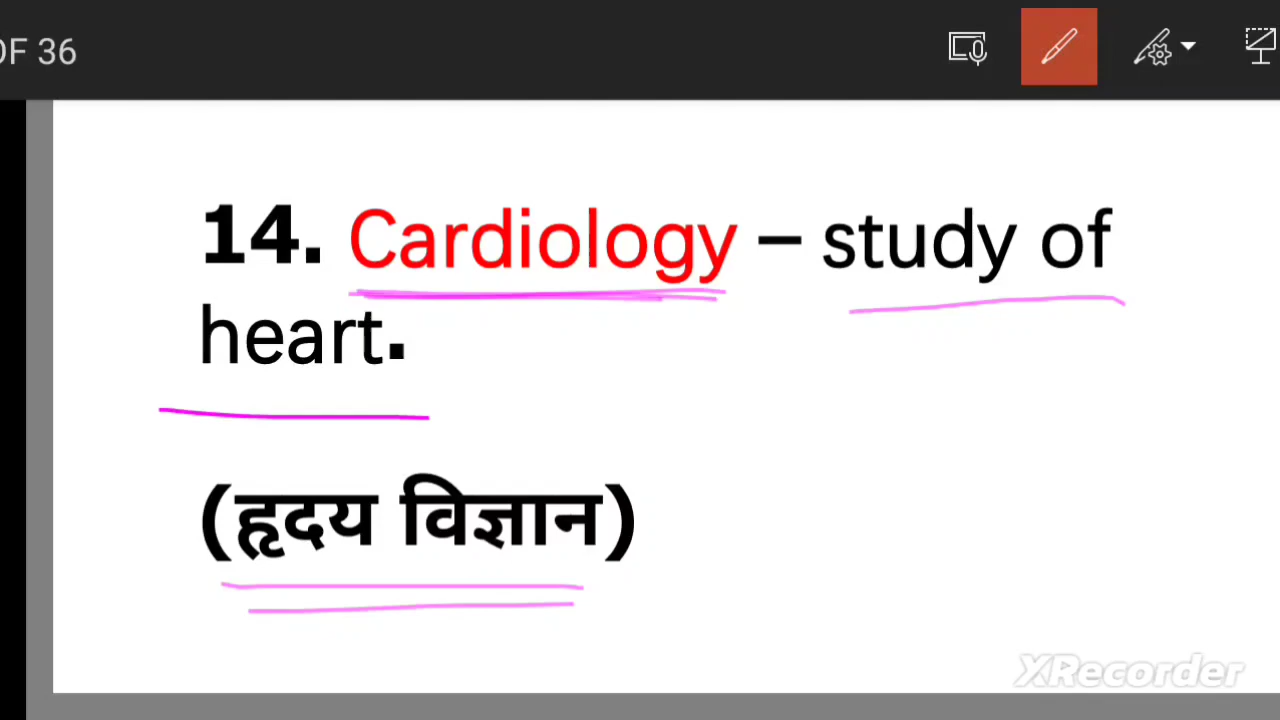 OF 36
14. Cardiology – study of
heart.
(हृदय विज्ञान)
XRecorder